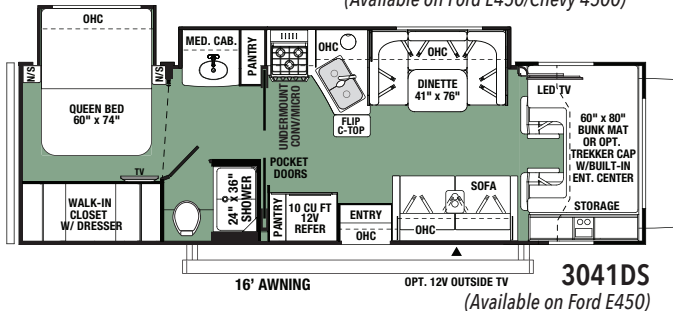 (Available on Ford E450/Chevy 4500)
OHC
MED. CAB.
PANTRY
OHC
OHC
N/S
N/S
QUEEN BED
60" x 74"
UNDERMOUNT
CONV/MICRO
DINETTE
41" x 76"
LED TV
FLIP
C-TOP
60" x 80"
BUNK MAT
OR OPT.
TREKKER CAP
W/BUILT-IN
ENT. CENTER
POCKET
DOORS
TV
24" x 36"
SHOWER
SOFA
WALK-IN
CLOSET
W/ DRESSER
PANTRY
10 CU FT
12V
REFER
ENTRY
OHC
OHC
STORAGE
16' AWNING
OPT. 12V OUTSIDE TV
3041DS
(Available on Ford E450)